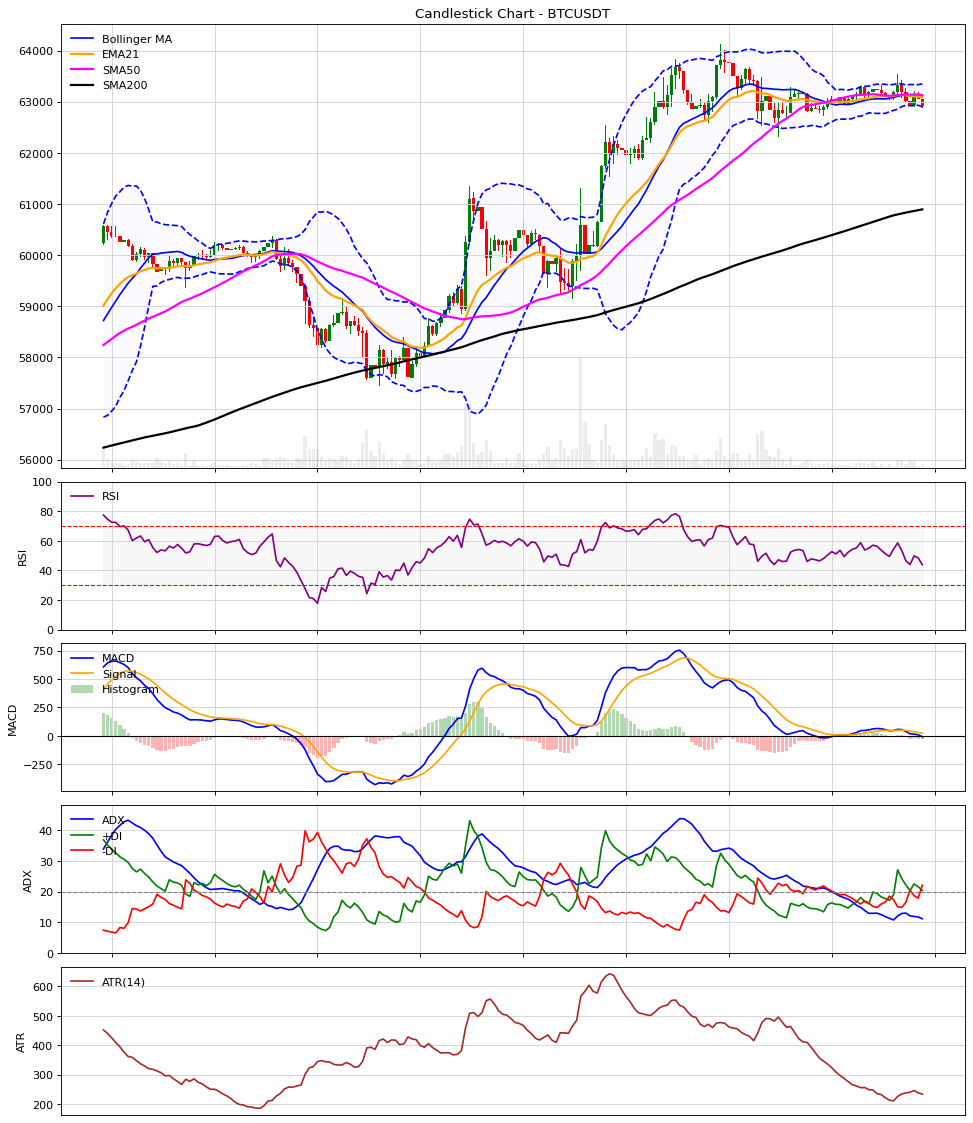 Candlestick Chart - BTCUSDT
Bollinger MA
EMA21
SMA50
SMA200
64000
63000
62000
61000
60000
59000
58000
57000
56000
RSI
RSI
100
80
60
40
20
0
MACD
Signal
Histogram
MACD
750
500
250
0
−250
ADX
+DI
-DI
ADX
40
30
20
10
0
ATR(14)
ATR
600
500
400
300
200